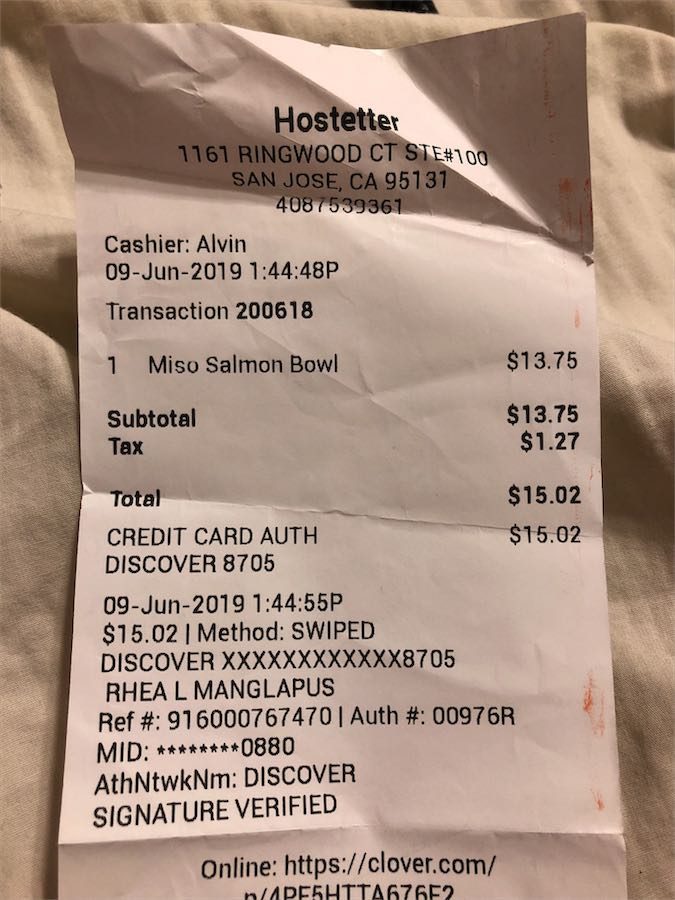 Hostetter
1161 RINGWOOD CT STE#100
SAN JOSE, CA 95131
4087539361
Cashier: Alvin
09-Jun-2019 1:44:48P
Transaction 200618
1 Miso Salmon Bowl $13.75
Subtotal $13.75
Tax $1.27
Total $15.02
CREDIT CARD AUTH $15.02
DISCOVER 8705
09-Jun-2019 1:44:55P
$15.02 | Method: SWIPED
DISCOVER XXXXXXXXXXXX8705
RHEA L MANGLAPUS
Ref #: 916000767470 | Auth #: 00976R
MID: ********0880
AthNtwkNm: DISCOVER
SIGNATURE VERIFIED
Online: https://clover.com/